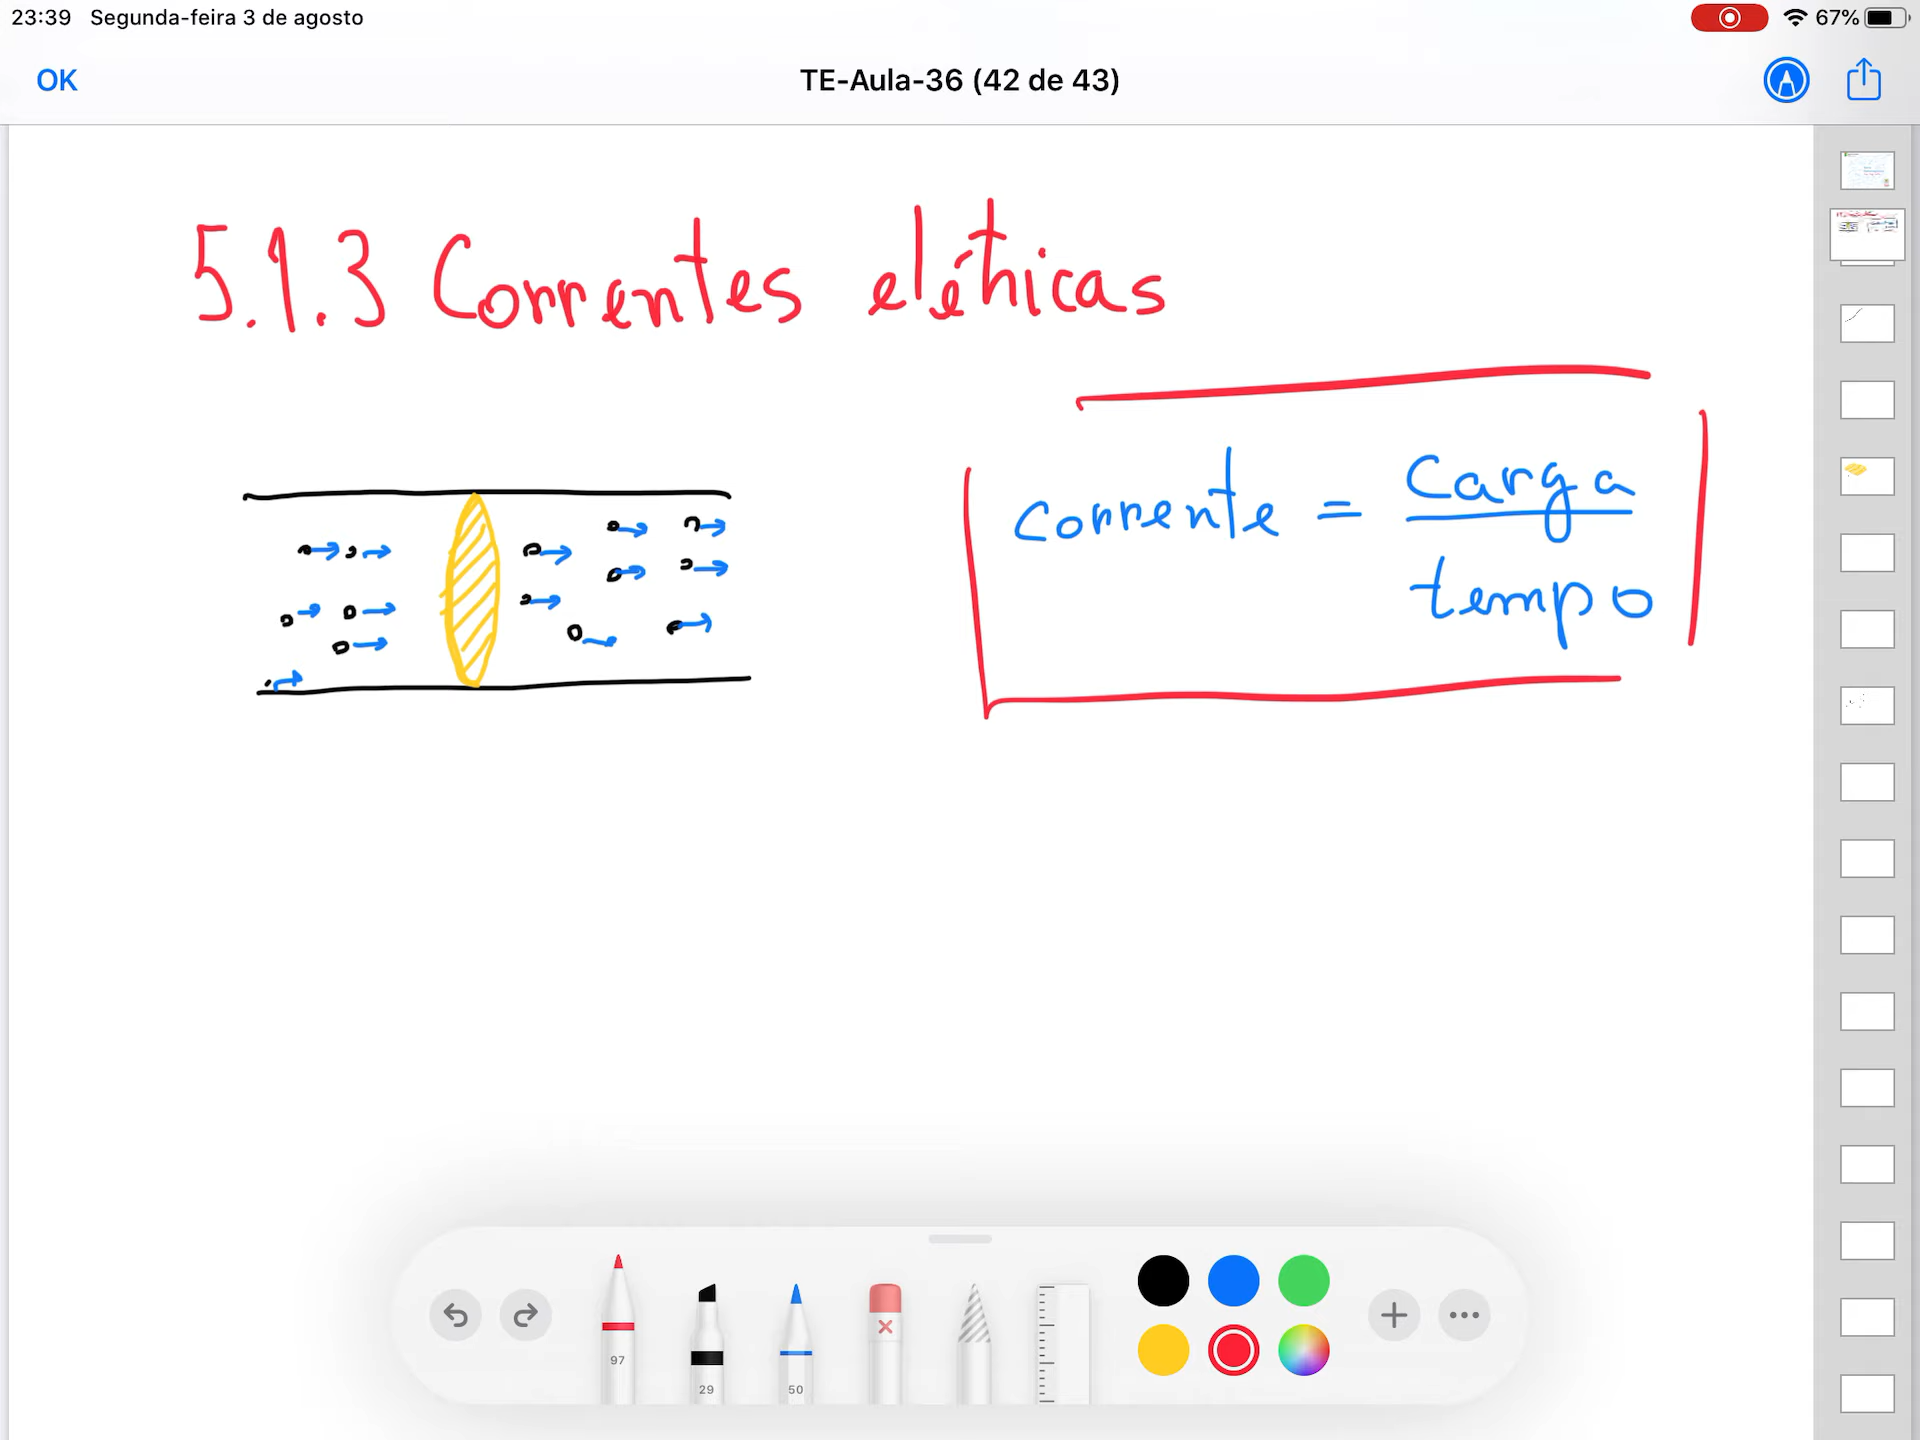 23:39 Segunda-feira 3 de agosto
67%
OK
TE-Aula-36 (42 de 43)
5.1.3 Correntes elétricas
corrente = carga
tempo
97
29
50